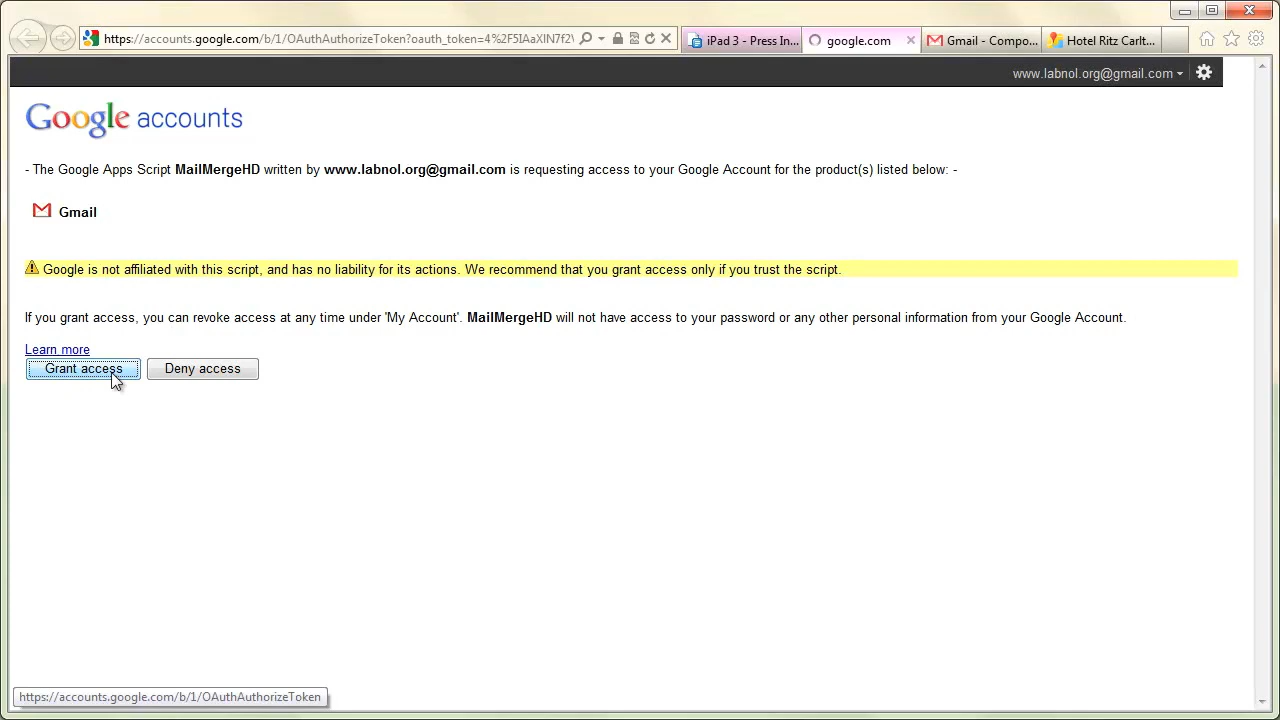 https://accounts.google.com/b/1/OAuthAuthorizeToken?oauth_token=4%2F5IAaXIN7f2V
iPad 3 - Press In...
google.com
Gmail - Compo...
Hotel Ritz Carlt...
www.labnol.org@gmail.com
Google accounts
- The Google Apps Script MailMergeHD written by www.labnol.org@gmail.com is requesting access to your Google Account for the product(s) listed below: -
Gmail
Google is not affiliated with this script, and has no liability for its actions. We recommend that you grant access only if you trust the script.
If you grant access, you can revoke access at any time under 'My Account'. MailMergeHD will not have access to your password or any other personal information from your Google Account.
Learn more
Grant access
Deny access
https://accounts.google.com/b/1/OAuthAuthorizeToken